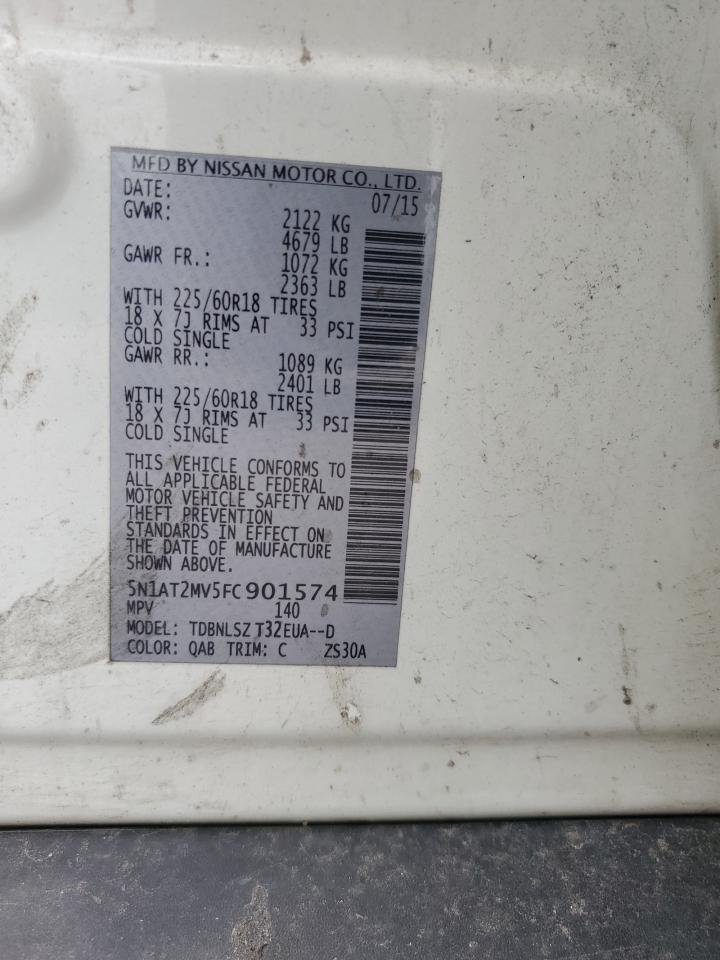 MFD BY NISSAN MOTOR CO., LTD.
DATE: 07/15
GVWR: 2122 KG
4679 LB
GAWR FR.: 1072 KG
2363 LB
WITH 225/60R18 TIRES
18 X 7J RIMS AT 33 PSI
COLD SINGLE
GAWR RR.: 1089 KG
2401 LB
WITH 225/60R18 TIRES
18 X 7J RIMS AT 33 PSI
COLD SINGLE
THIS VEHICLE CONFORMS TO
ALL APPLICABLE FEDERAL
MOTOR VEHICLE SAFETY AND
THEFT PREVENTION
STANDARDS IN EFFECT ON
THE DATE OF MANUFACTURE
SHOWN ABOVE.
5N1AT2MV5FC901574
MPV 140
MODEL: TDBNLSZ T32EUA--D
COLOR: QAB TRIM: C ZS30A